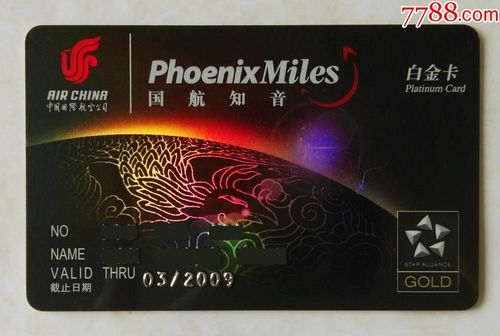 7788.com
AIR CHINA
中国国际航空公司
PhoenixMiles
国航知音
白金卡
Platinum Card
NO
NAME
VALID THRU 03/2009
截止日期
STAR ALLIANCE
GOLD